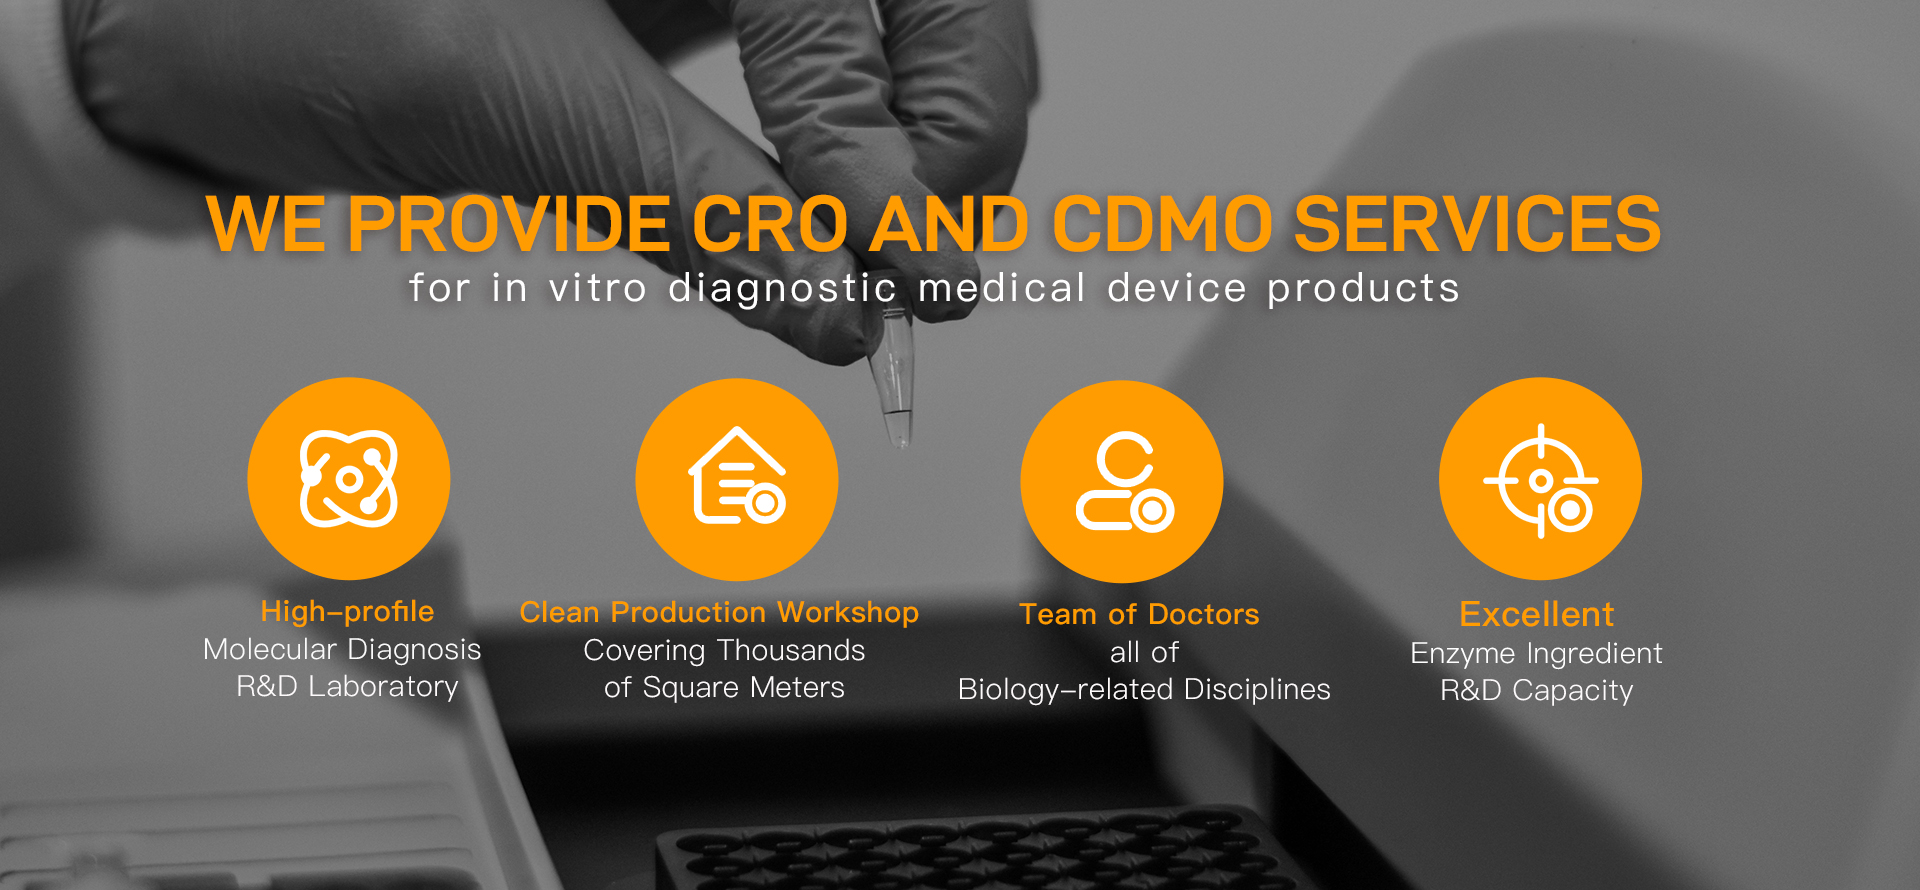 WE PROVIDE CRO AND CDMO SERVICES
for in vitro diagnostic medical device products
High-profile
Molecular Diagnosis
R&D Laboratory
Clean Production Workshop
Covering Thousands
of Square Meters
Team of Doctors
all of
Biology-related Disciplines
Excellent
Enzyme Ingredient
R&D Capacity